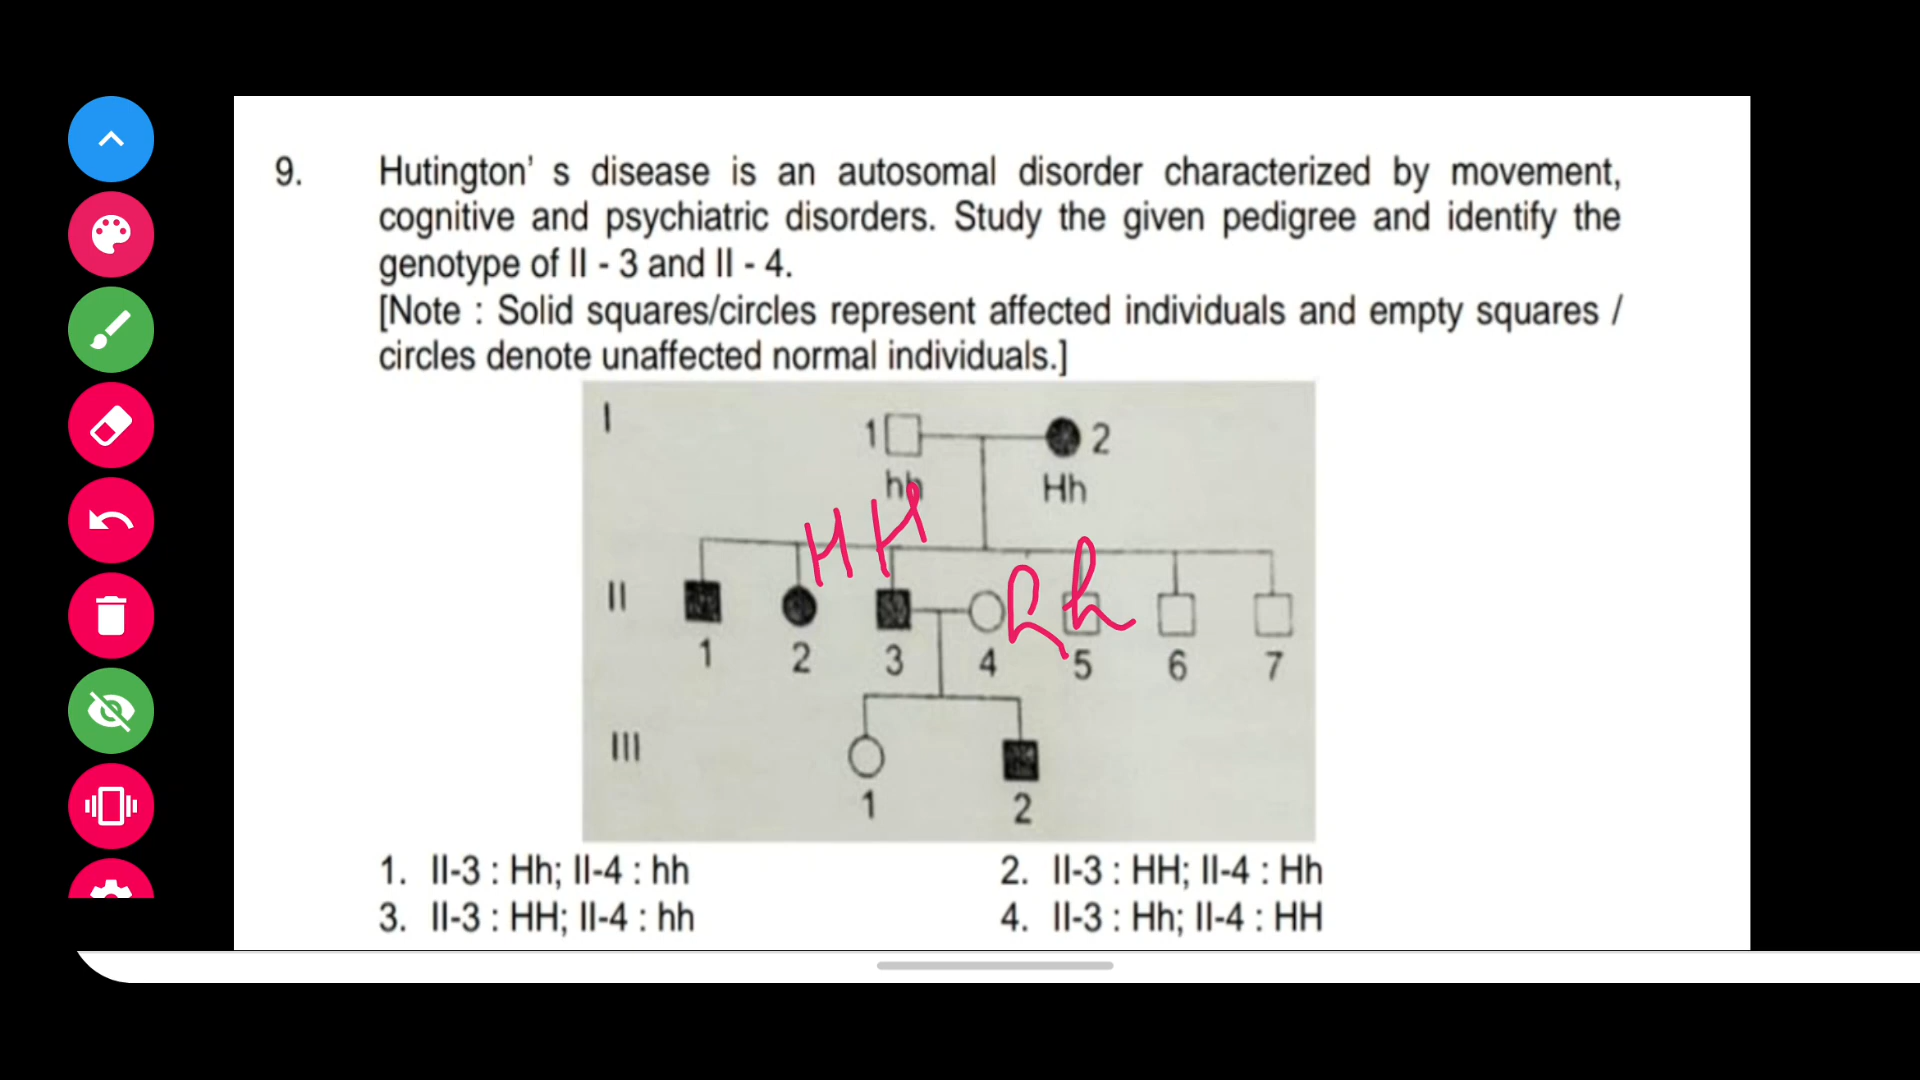 9. Hutington' s disease is an autosomal disorder characterized by movement,
cognitive and psychiatric disorders. Study the given pedigree and identify the
genotype of II - 3 and II - 4.
[Note : Solid squares/circles represent affected individuals and empty squares /
circles denote unaffected normal individuals.]
I 1 2
hh Hh
HH
hh
II
1 2 3 4 5 6 7
III
1 2
1. II-3 : Hh; II-4 : hh 2. II-3 : HH; II-4 : Hh
3. II-3 : HH; II-4 : hh 4. II-3 : Hh; II-4 : HH